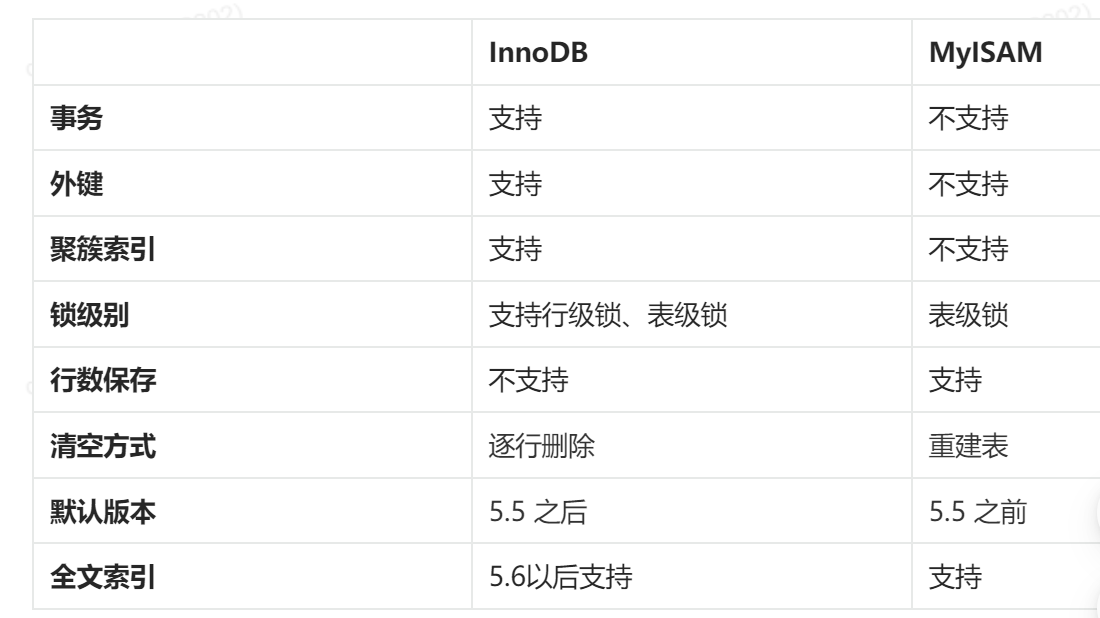 InnoDB MyISAM
事务 支持 不支持
外键 支持 不支持
聚簇索引 支持 不支持
锁级别 支持行级锁、表级锁 表级锁
行数保存 不支持 支持
清空方式 逐行删除 重建表
默认版本 5.5 之后 5.5 之前
全文索引 5.6以后支持 支持